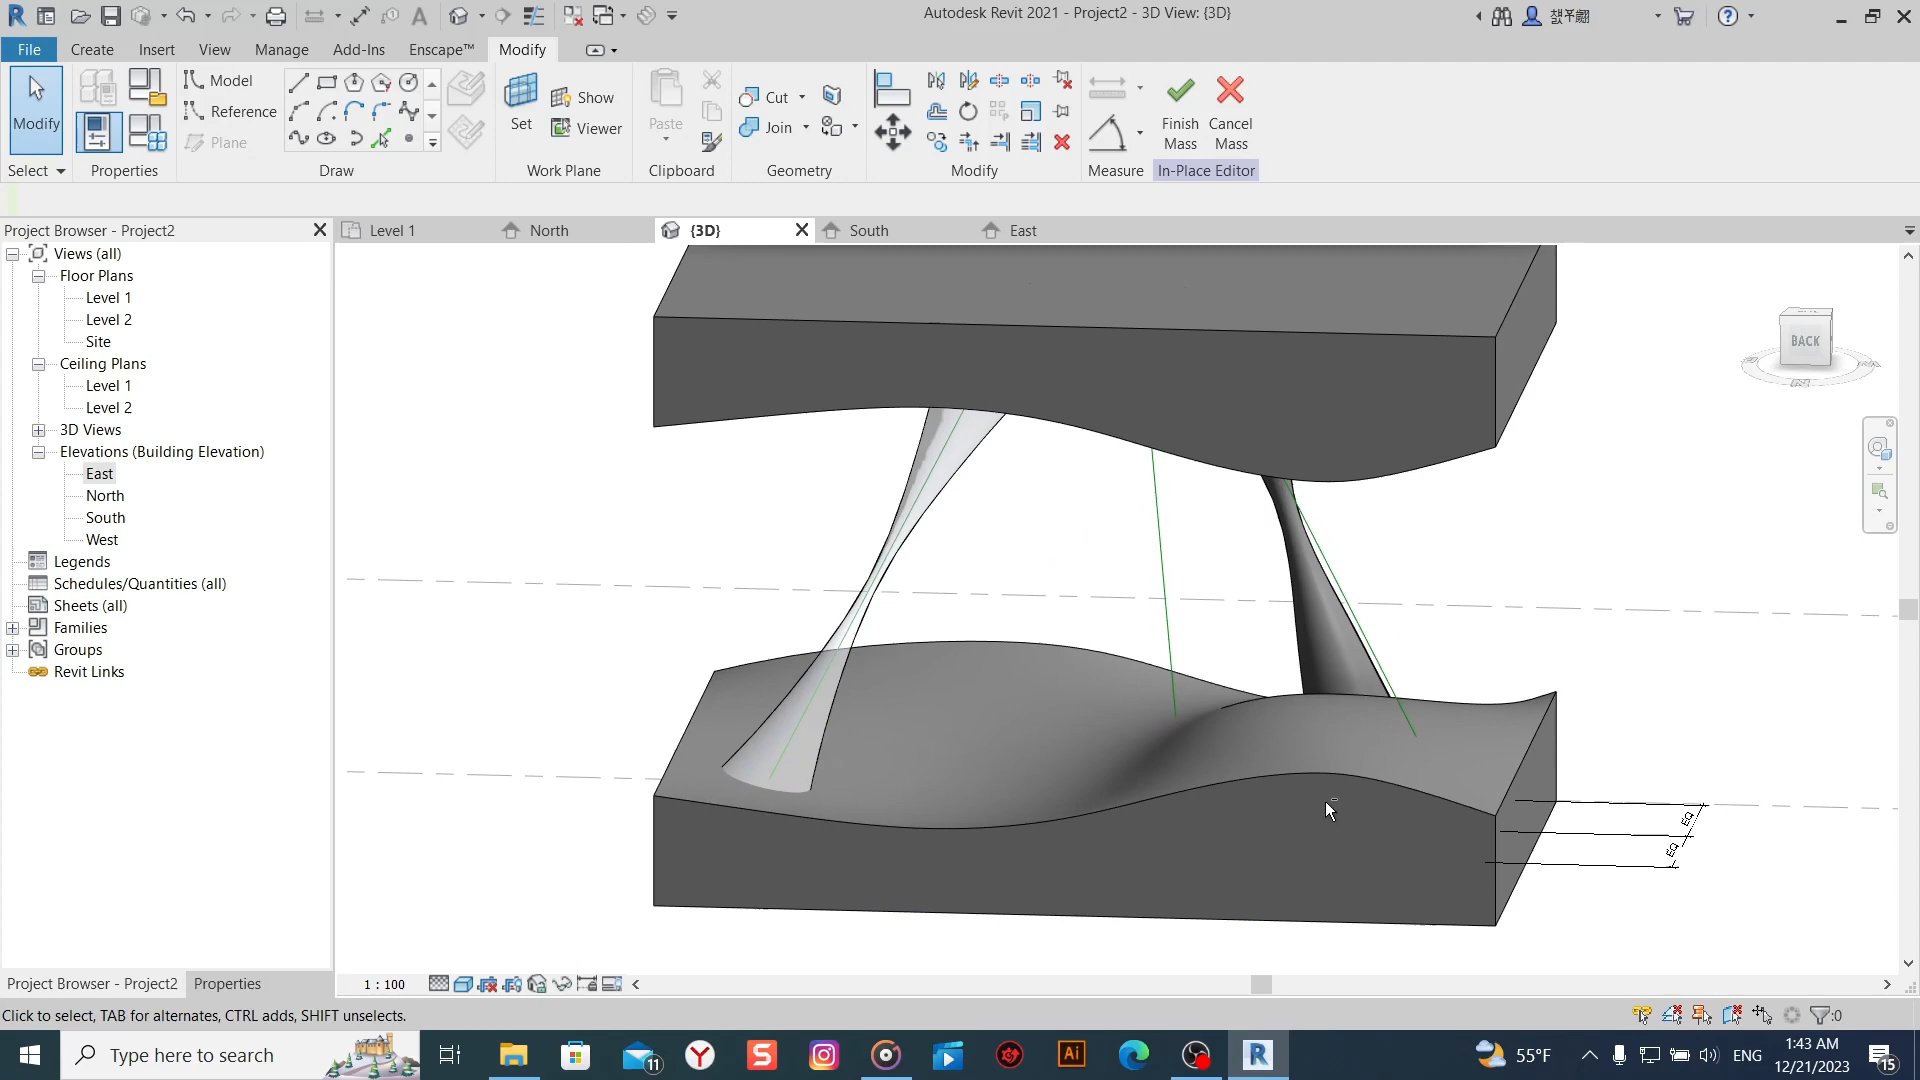 Autodesk Revit 2021 - Project2 - 3D View: {3D}
File Create Insert View Manage Add-Ins Enscape™ Modify
Modify
Select
Properties
Model
Reference
Plane
Draw
Set
Show
Viewer
Work Plane
Paste
Clipboard
Cut
Join
Geometry
Modify
Measure
Finish Mass
Cancel Mass
In-Place Editor
Project Browser - Project2
Level 1
North
{3D}
South
East
Views (all)
Floor Plans
Level 1
Level 2
Site
Ceiling Plans
Level 1
Level 2
3D Views
Elevations (Building Elevation)
East
North
South
West
Legends
Schedules/Quantities (all)
Sheets (all)
Families
Groups
Revit Links
BACK
EQ
EQ
Project Browser - Project2
Properties
1 : 100
Click to select, TAB for alternates, CTRL adds, SHIFT unselects.
:0
Type here to search
11
Ai
55°F
ENG
1:43 AM
12/21/2023
15